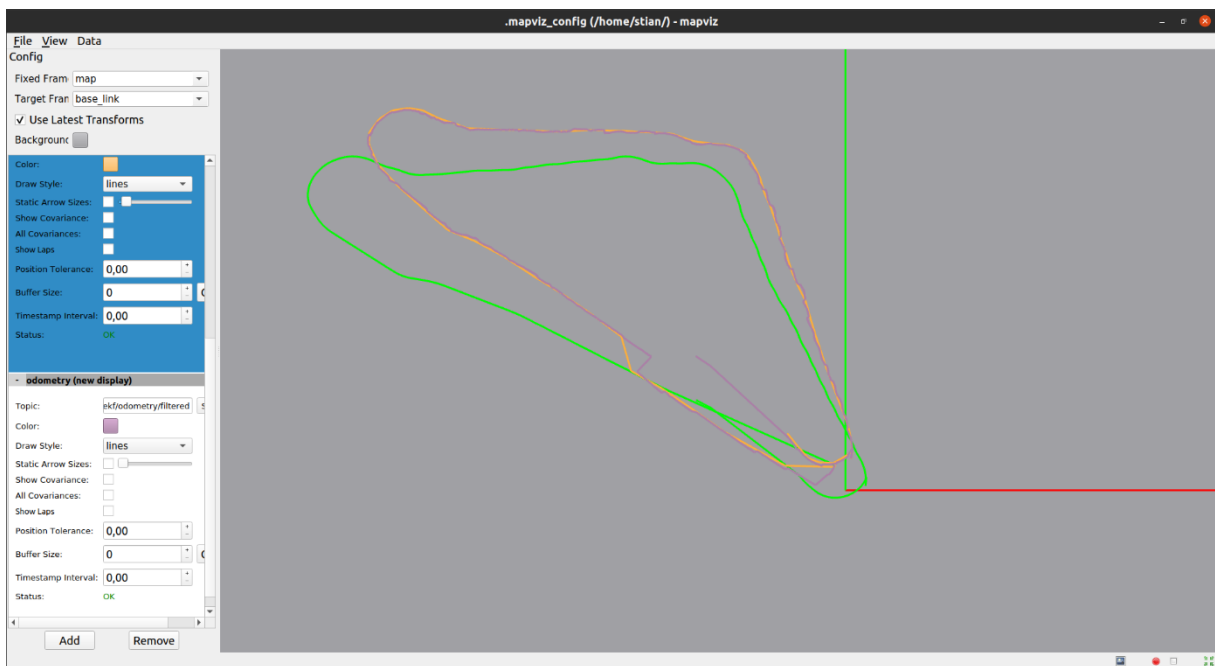 .mapviz_config (/home/stian/) - mapviz
File View Data
Config
Fixed Fram map
Target Fran base_link
Use Latest Transforms
Background
Color:
Draw Style: lines
Static Arrow Sizes:
Show Covariance:
All Covariances:
Show Laps
Position Tolerance: 0,00
Buffer Size: 0
Timestamp Interval: 0,00
Status: OK
- odometry (new display)
Topic: ekf/odometry/filtered S
Color:
Draw Style: lines
Static Arrow Sizes:
Show Covariance:
All Covariances:
Show Laps
Position Tolerance: 0,00
Buffer Size: 0
Timestamp Interval: 0,00
Status: OK
Add Remove